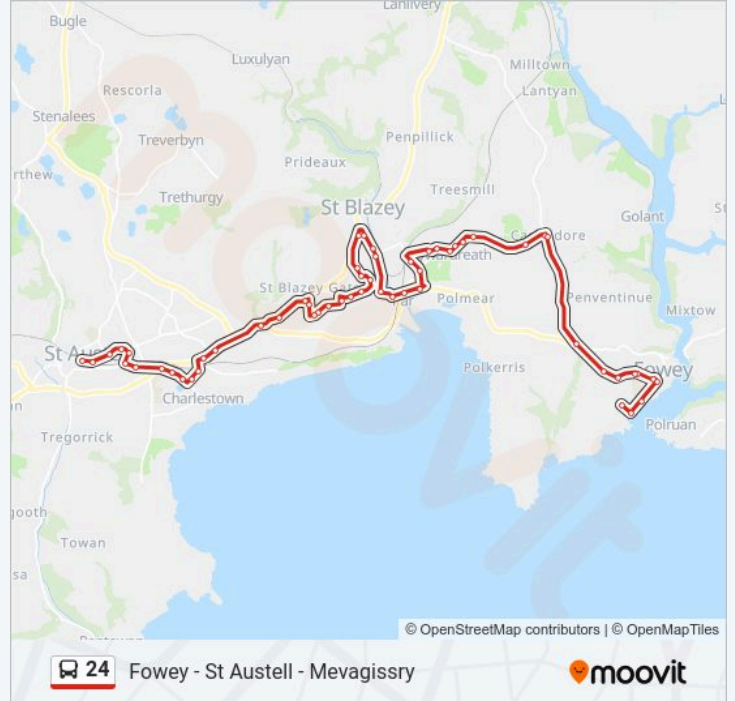 Bugle
Lanlivery
Luxulyan
Milltown
Rescorla
Lantyan
Stenalees
Treverbyn
Penpillick
rthew
Prideaux
Treesmill
Trethurgy
St Blazey
Golant
St Blazey Gate
Penventinue
Polmear
Mixtow
St Aus
Polkerris
Fowey
Charlestown
Polruan
Tregorrick
gooth
Towan
sa
© OpenStreetMap contributors | © OpenMapTiles
24 Fowey - St Austell - Mevagissry
moovit